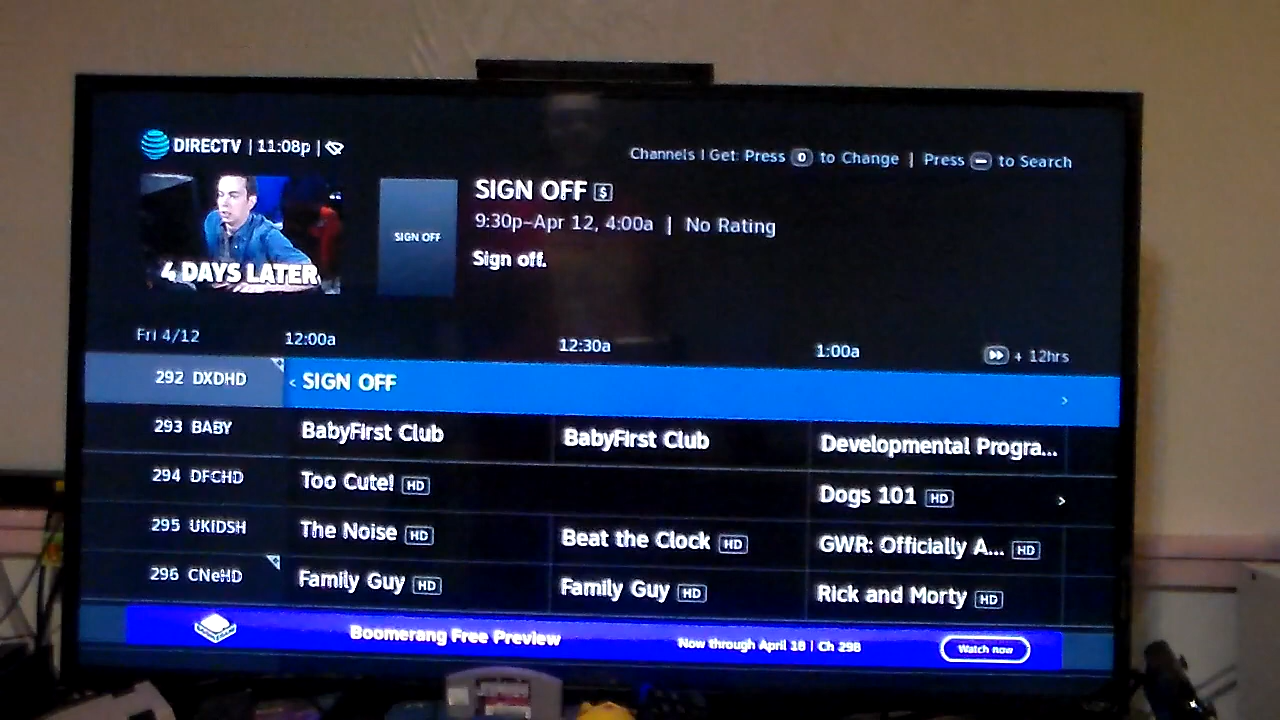 DIRECTV | 11:08p |
Channels I Get: Press 0 to Change | Press – to Search
4 DAYS LATER
SIGN OFF
SIGN OFF $
9:30p–Apr 12, 4:00a | No Rating
Sign off.
Fri 4/12 12:00a 12:30a 1:00a + 12hrs
292 DXDHD ‹ SIGN OFF ›
293 BABY BabyFirst Club BabyFirst Club Developmental Progra...
294 DFCHD Too Cute! HD Dogs 101 HD ›
295 UKIDSH The Noise HD Beat the Clock HD GWR: Officially A... HD
296 CNeHD Family Guy HD Family Guy HD Rick and Morty HD
Boomerang Free Preview Now through April 18 | Ch 298 Watch now